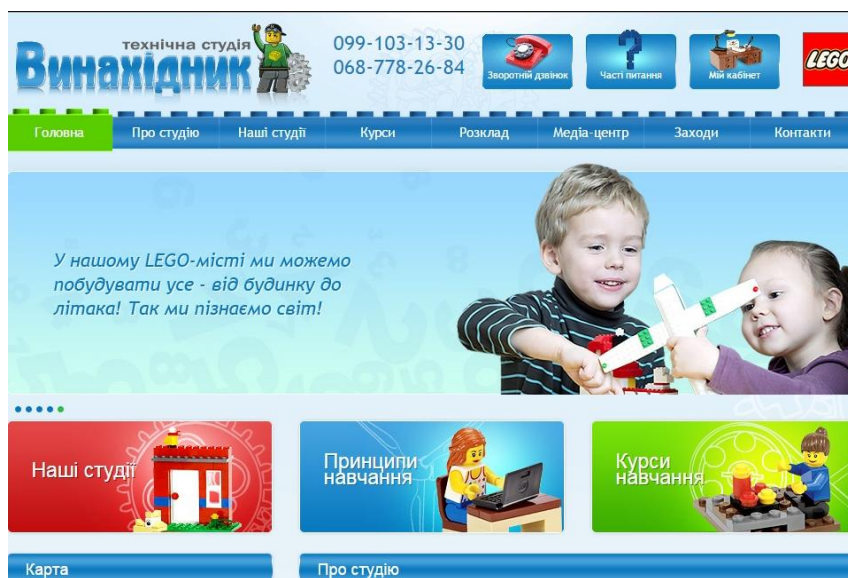 технічна студія
Винахідник
099-103-13-30
068-778-26-84
Зворотній дзвінок
Часті питання
Мій кабінет
LEGO
Головна
Про студію
Наші студії
Курси
Розклад
Медіа-центр
Заходи
Контакти
У нашому LEGO-місті ми можемо
побудувати усе - від будинку до
літака! Так ми пізнаємо світ!
Наші студії
Принципи
навчання
Курси
навчання
Карта
Про студію